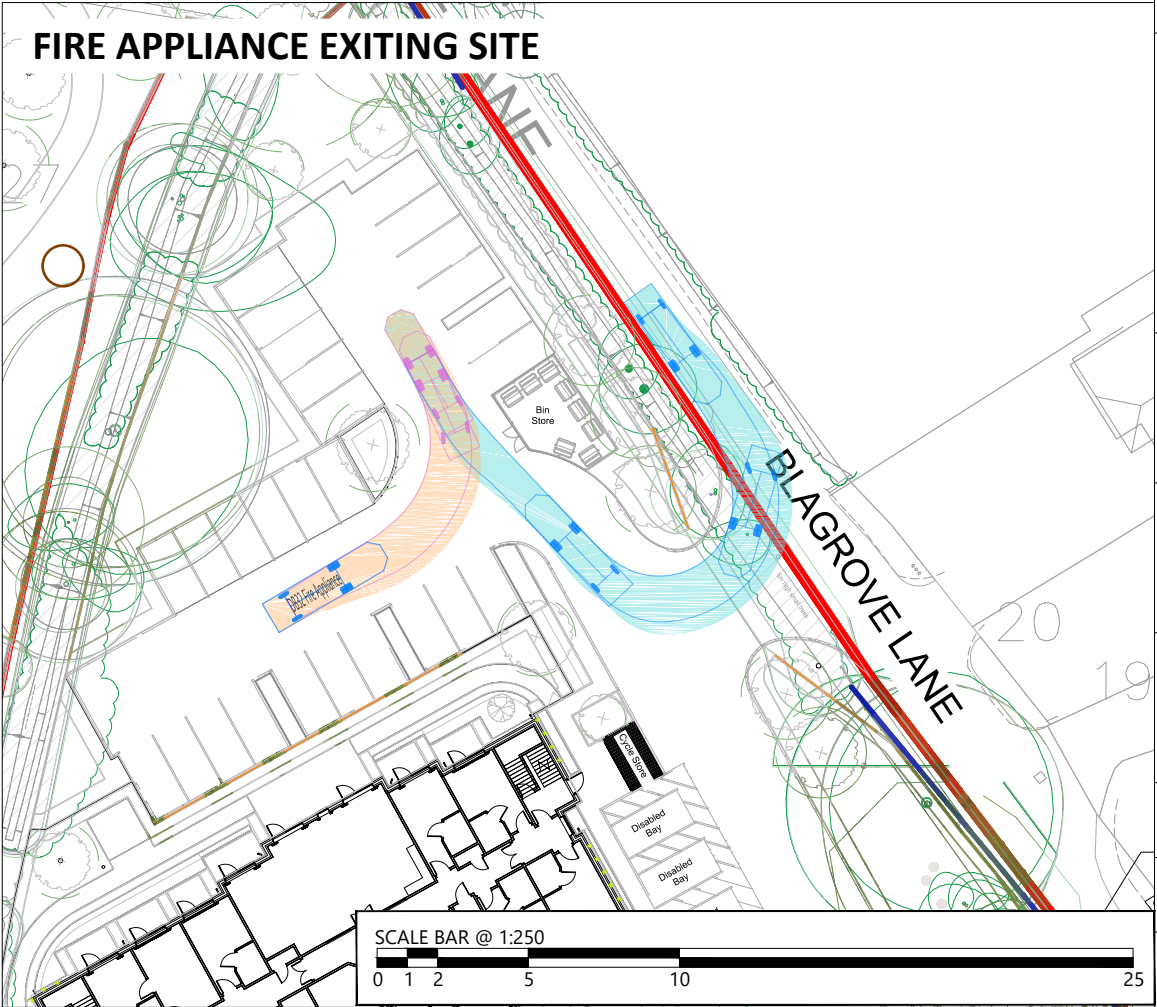 FIRE APPLIANCE EXITING SITE
LANE
Bin
Store
DB32 Fire Appliance
BLAGROVE LANE
20
19
Cycle Store
Disabled
Bay
Disabled
Bay
SCALE BAR @ 1:250
0 1 2 5 10 25